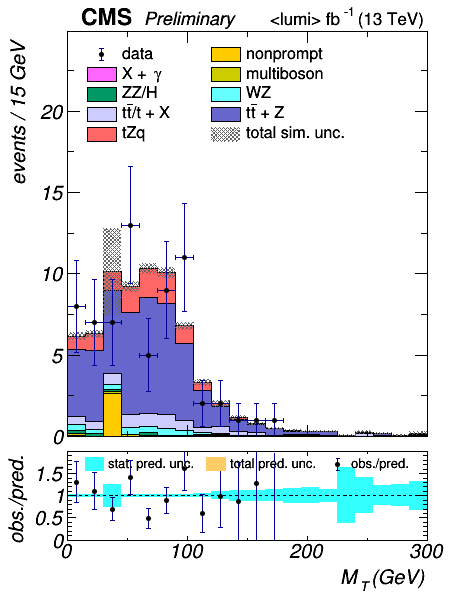 CMS Preliminary <lumi> fb⁻¹ (13 TeV)
events / 15 GeV
20
15
10
5
0
data
nonprompt
X + γ
multiboson
ZZ/H
WZ
tt̄/t + X
tt̄ + Z
tZq
total sim. unc.
obs./pred.
1.5
1
0.5
0
stat. pred. unc.
total pred. unc.
obs./pred.
0 100 200 300
M_T (GeV)